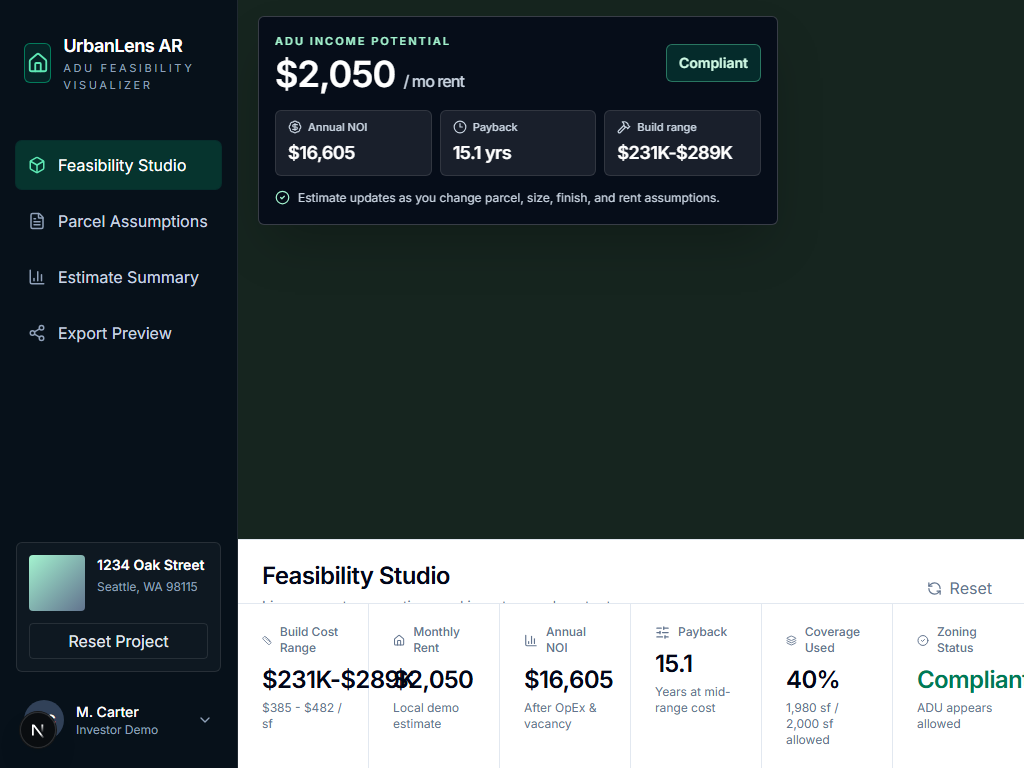 UrbanLens AR
ADU FEASIBILITY
VISUALIZER
Feasibility Studio
Parcel Assumptions
Estimate Summary
Export Preview
1234 Oak Street
Seattle, WA 98115
Reset Project
M. Carter
Investor Demo
N
ADU INCOME POTENTIAL
$2,050 / mo rent
Compliant
Annual NOI
$16,605
Payback
15.1 yrs
Build range
$231K-$289K
Estimate updates as you change parcel, size, finish, and rent assumptions.
Feasibility Studio
Reset
Build Cost
Range
$231K-$289K
$385 - $482 /
sf
Monthly
Rent
$2,050
Local demo
estimate
Annual
NOI
$16,605
After OpEx &
vacancy
Payback
15.1
Years at mid-
range cost
Coverage
Used
40%
1,980 sf /
2,000 sf
allowed
Zoning
Status
Compliant
ADU appears
allowed